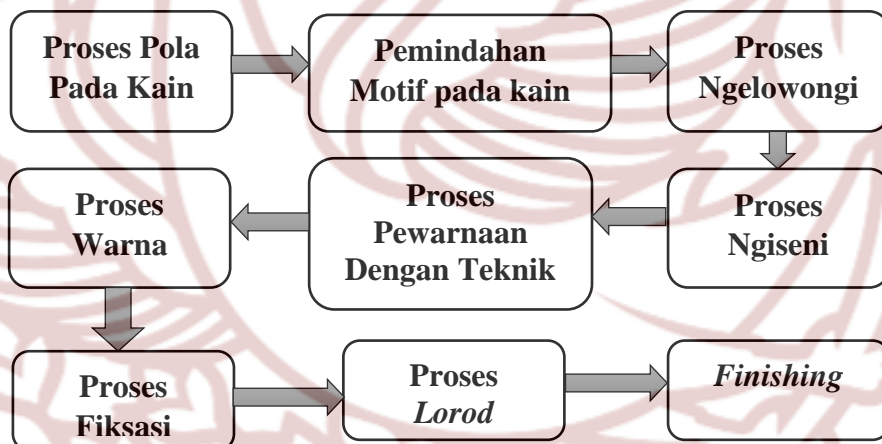 Proses Pola
Pada Kain
Pemindahan
Motif pada kain
Proses
Ngelowongi
Proses
Ngiseni
Proses
Pewarnaan
Dengan Teknik
Proses
Warna
Proses
Fiksasi
Proses
Lorod
Finishing